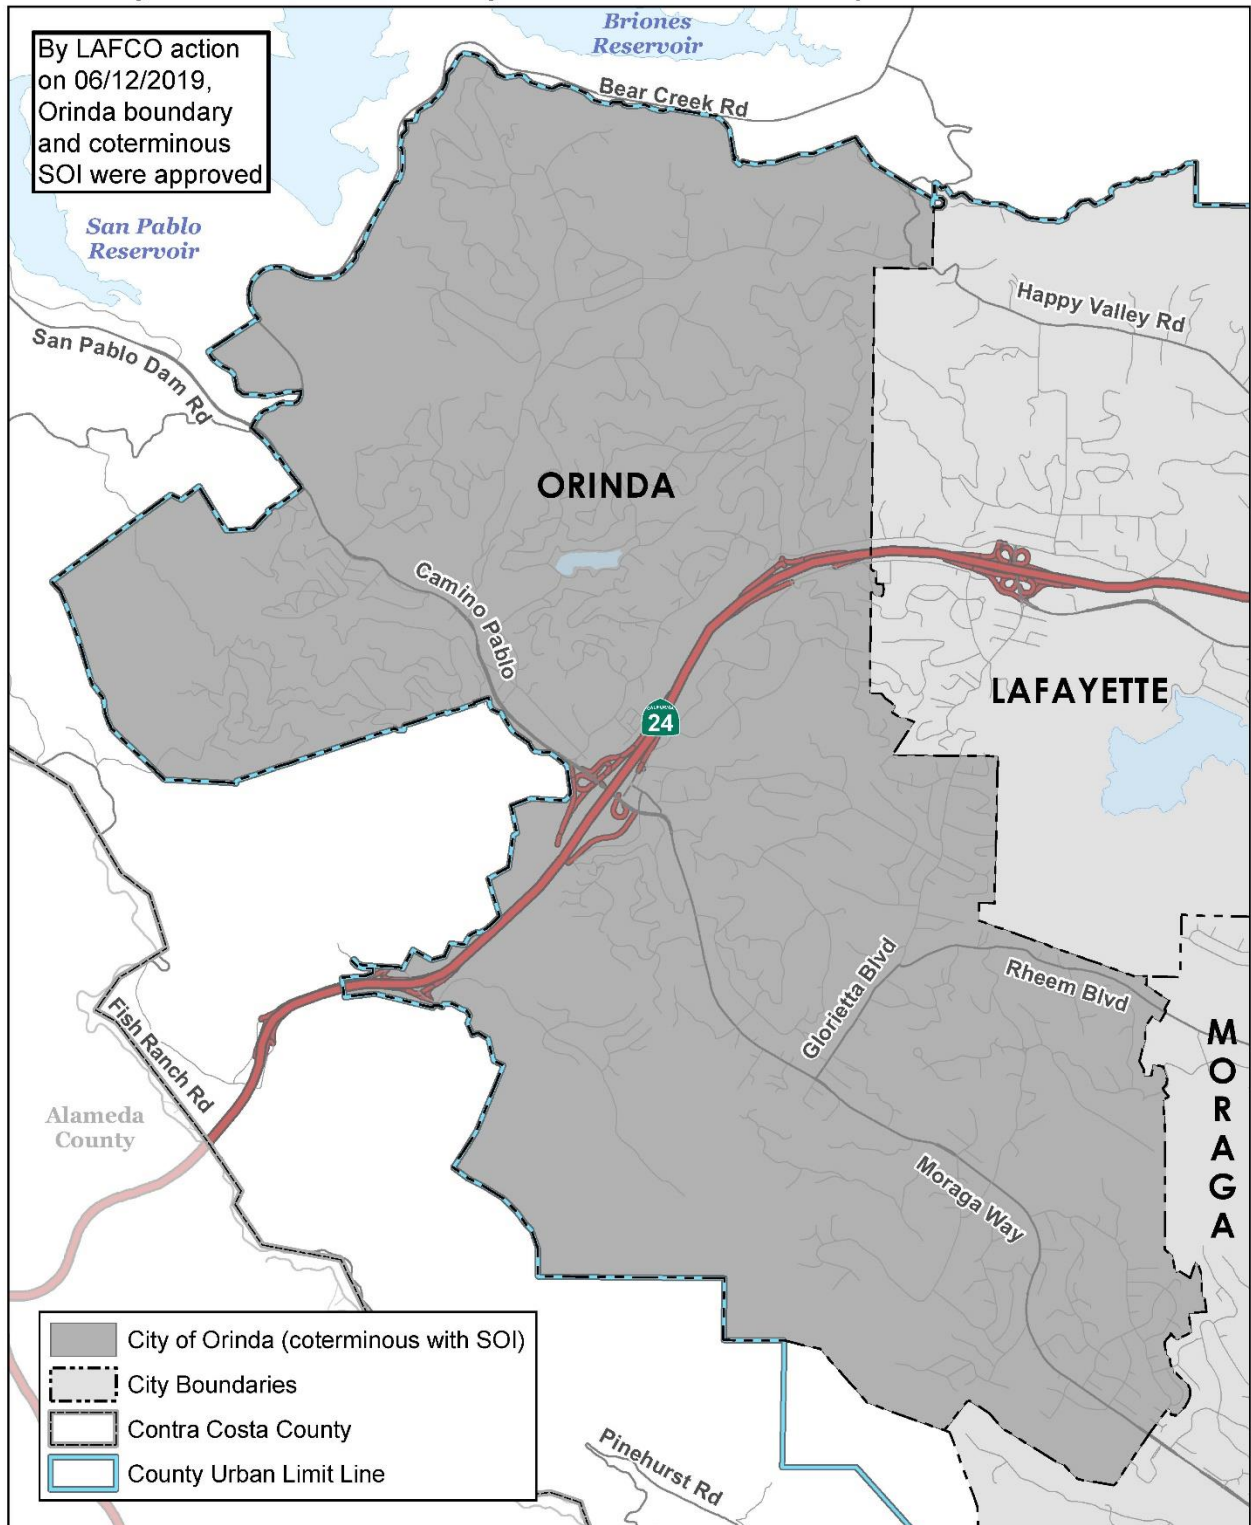 Briones
Reservoir
By LAFCO action
on 06/12/2019,
Orinda boundary
and coterminous
SOI were approved
Bear Creek Rd
San Pablo
Reservoir
Happy Valley Rd
San Pablo Dam Rd
ORINDA
Camino Pablo
LAFAYETTE
CALIFORNIA
24
Glorietta Blvd
Rheem Blvd
MORAGA
Fish Ranch Rd
Alameda
County
Moraga Way
City of Orinda (coterminous with SOI)
City Boundaries
Contra Costa County
County Urban Limit Line
Pinehurst Rd